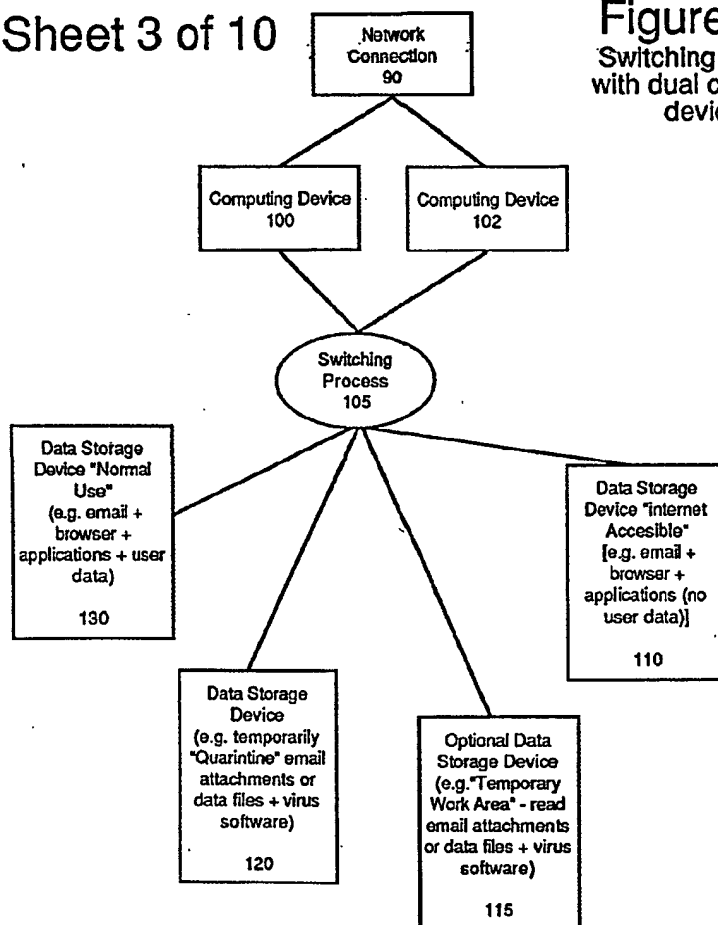 Sheet 3 of 10
Figure
Switching
with dual
Network
Connection
90
Computing Device
100
Computing Device
102
Switching
Process
105
Data Storage
Device "Normal
Use"
(e.g. email +
browser +
applications + user
data)
130
Data Storage
Device "internet
Accesible"
[e.g. email +
browser +
applications (no
user data)]
110
Data Storage
Device
(e.g. temporarily
"Quarintine" email
attachments or
data files + virus
software)
120
Optional Data
Storage Device
(e.g."Temporary
Work Area" - read
email attachments
or data files + virus
software)
115